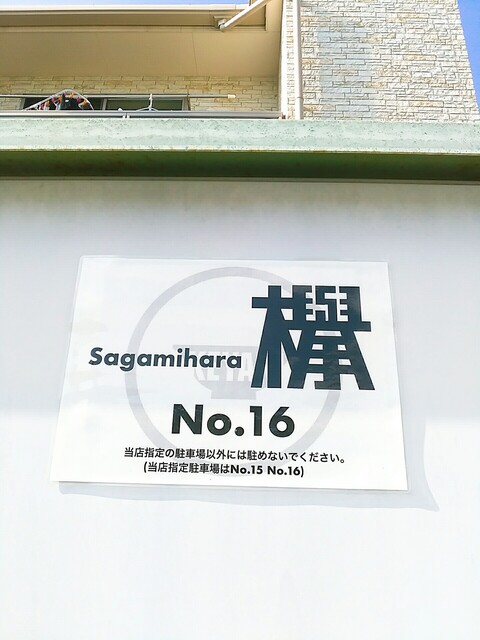 Sagamihara 欅
No.16
当店指定の駐車場以外には駐めないでください。
(当店指定駐車場はNo.15 No.16)